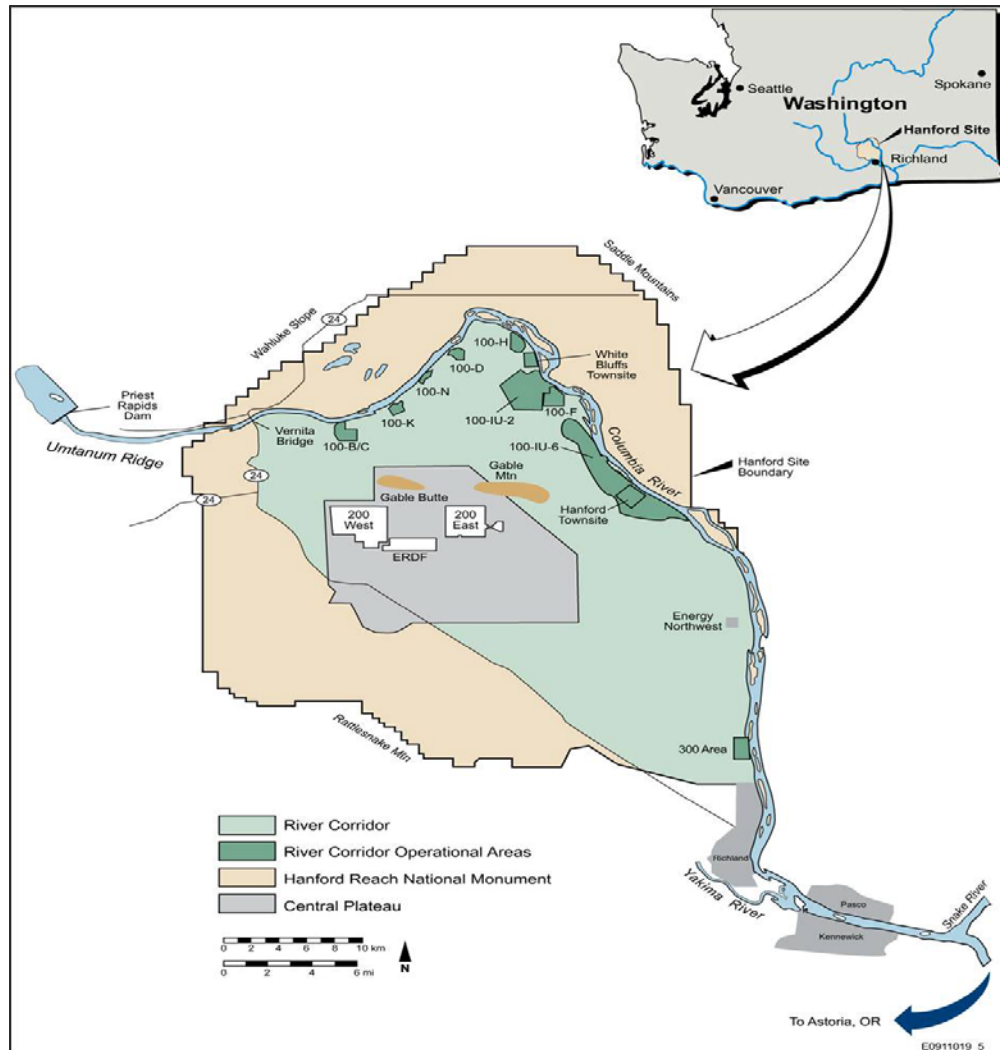 Seattle
Spokane
Washington
Hanford Site
Richland
Vancouver
Saddle Mountains
24
Wahluke Slope
100-H
100-D
White
Bluffs
Townsite
100-N
Priest
Rapids
Dam
100-K
100-IU-2
100-F
Vernita
Bridge
100-B/C
Umtanum Ridge
100-IU-6
Columbia River
24
24
Gable
Mtn
Gable Butte
Hanford Site
Boundary
Hanford
Townsite
200
West
200
East
ERDF
Energy
Northwest
Rattlesnake Mtn
300 Area
River Corridor
River Corridor Operational Areas
Hanford Reach National Monument
Central Plateau
Richland
Yakima River
Pasco
Kennewick
Snake River
0 2 4 6 8 10 km
0 2 4 6 mi
N
To Astoria, OR
E0911019_5